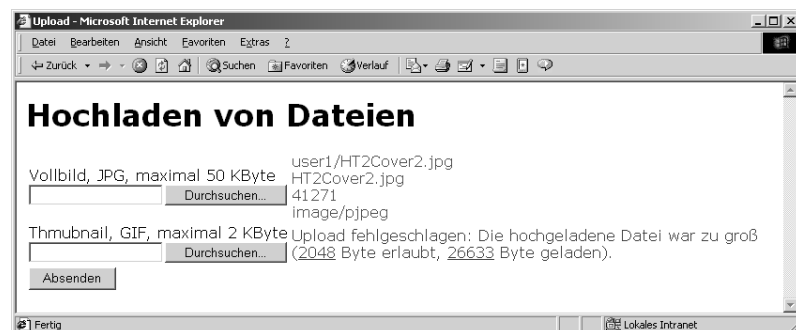 Upload - Microsoft Internet Explorer
Datei Bearbeiten Ansicht Favoriten Extras ?
Zurück Suchen Favoriten Verlauf
Hochladen von Dateien
Vollbild, JPG, maximal 50 KByte
Durchsuchen...
user1/HT2Cover2.jpg
HT2Cover2.jpg
41271
image/pjpeg
Thmubnail, GIF, maximal 2 KByte
Durchsuchen...
Upload fehlgeschlagen: Die hochgeladene Datei war zu groß
(2048 Byte erlaubt, 26633 Byte geladen).
Absenden
Fertig Lokales Intranet